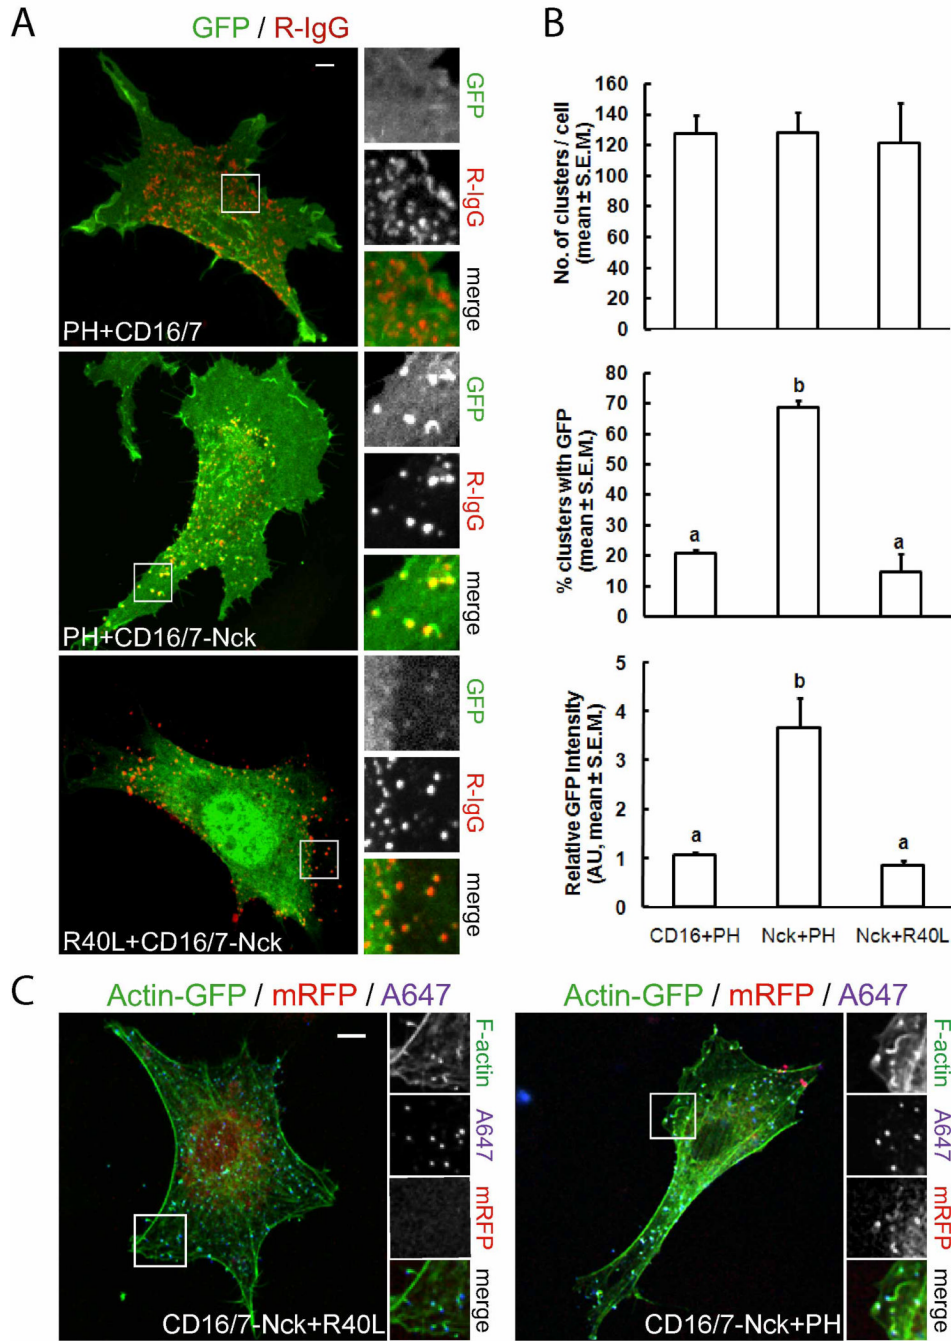 A
GFP / R-IgG
GFP
R-IgG
merge
PH+CD16/7
GFP
R-IgG
merge
PH+CD16/7-Nck
GFP
R-IgG
merge
R40L+CD16/7-Nck
B
No. of clusters / cell
(mean ± S.E.M.)
160
140
120
100
80
60
40
20
0
% clusters with GFP
(mean ± S.E.M.)
80
70
60
50
40
30
20
10
0
a
b
a
Relative GFP Intensity
(AU, mean ± S.E.M.)
5
4
3
2
1
0
a
b
a
CD16+PH
Nck+PH
Nck+R40L
C
Actin-GFP / mRFP / A647
F-actin
A647
mRFP
merge
CD16/7-Nck+R40L
Actin-GFP / mRFP / A647
F-actin
A647
mRFP
merge
CD16/7-Nck+PH